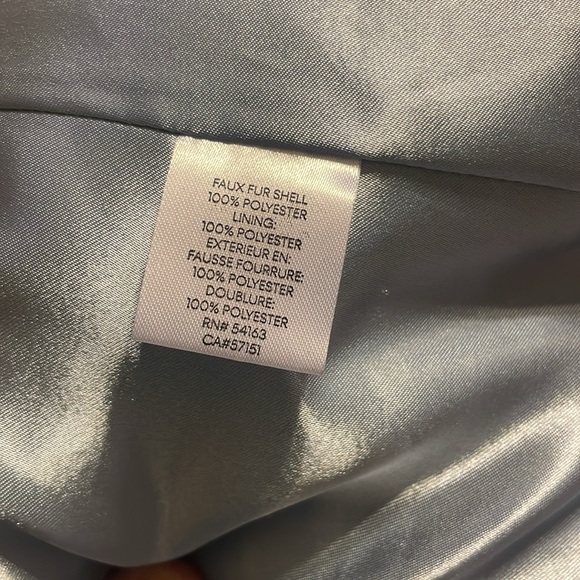 FAUX FUR SHELL
100% POLYESTER
LINING:
100% POLYESTER
EXTERIEUR EN:
FAUSSE FOURRURE:
100% POLYESTER
DOUBLURE:
100% POLYESTER
RN# 54163
CA#57151